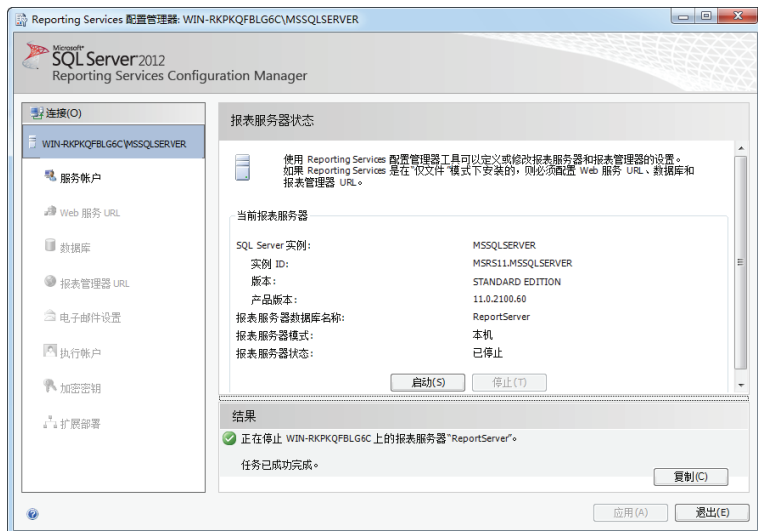 Reporting Services 配置管理器: WIN-RKPKQFBLG6C\MSSQLSERVER
Microsoft
SQL Server 2012
Reporting Services Configuration Manager
连接(O)
WIN-RKPKQFBLG6C\MSSQLSERVER
服务帐户
Web 服务 URL
数据库
报表管理器 URL
电子邮件设置
执行帐户
加密密钥
扩展部署
报表服务器状态
使用 Reporting Services 配置管理器工具可以定义或修改报表服务器和报表管理器的设置。
如果 Reporting Services 是在“仅文件”模式下安装的，则必须配置 Web 服务 URL、数据库和
报表管理器 URL。
当前报表服务器
SQL Server 实例: MSSQLSERVER
实例 ID: MSRS11.MSSQLSERVER
版本: STANDARD EDITION
产品版本: 11.0.2100.60
报表服务器数据库名称: ReportServer
报表服务器模式: 本机
报表服务器状态: 已停止
启动(S) 停止(T)
结果
正在停止 WIN-RKPKQFBLG6C 上的报表服务器“ReportServer”。
任务已成功完成。
复制(C)
应用(A) 退出(E)